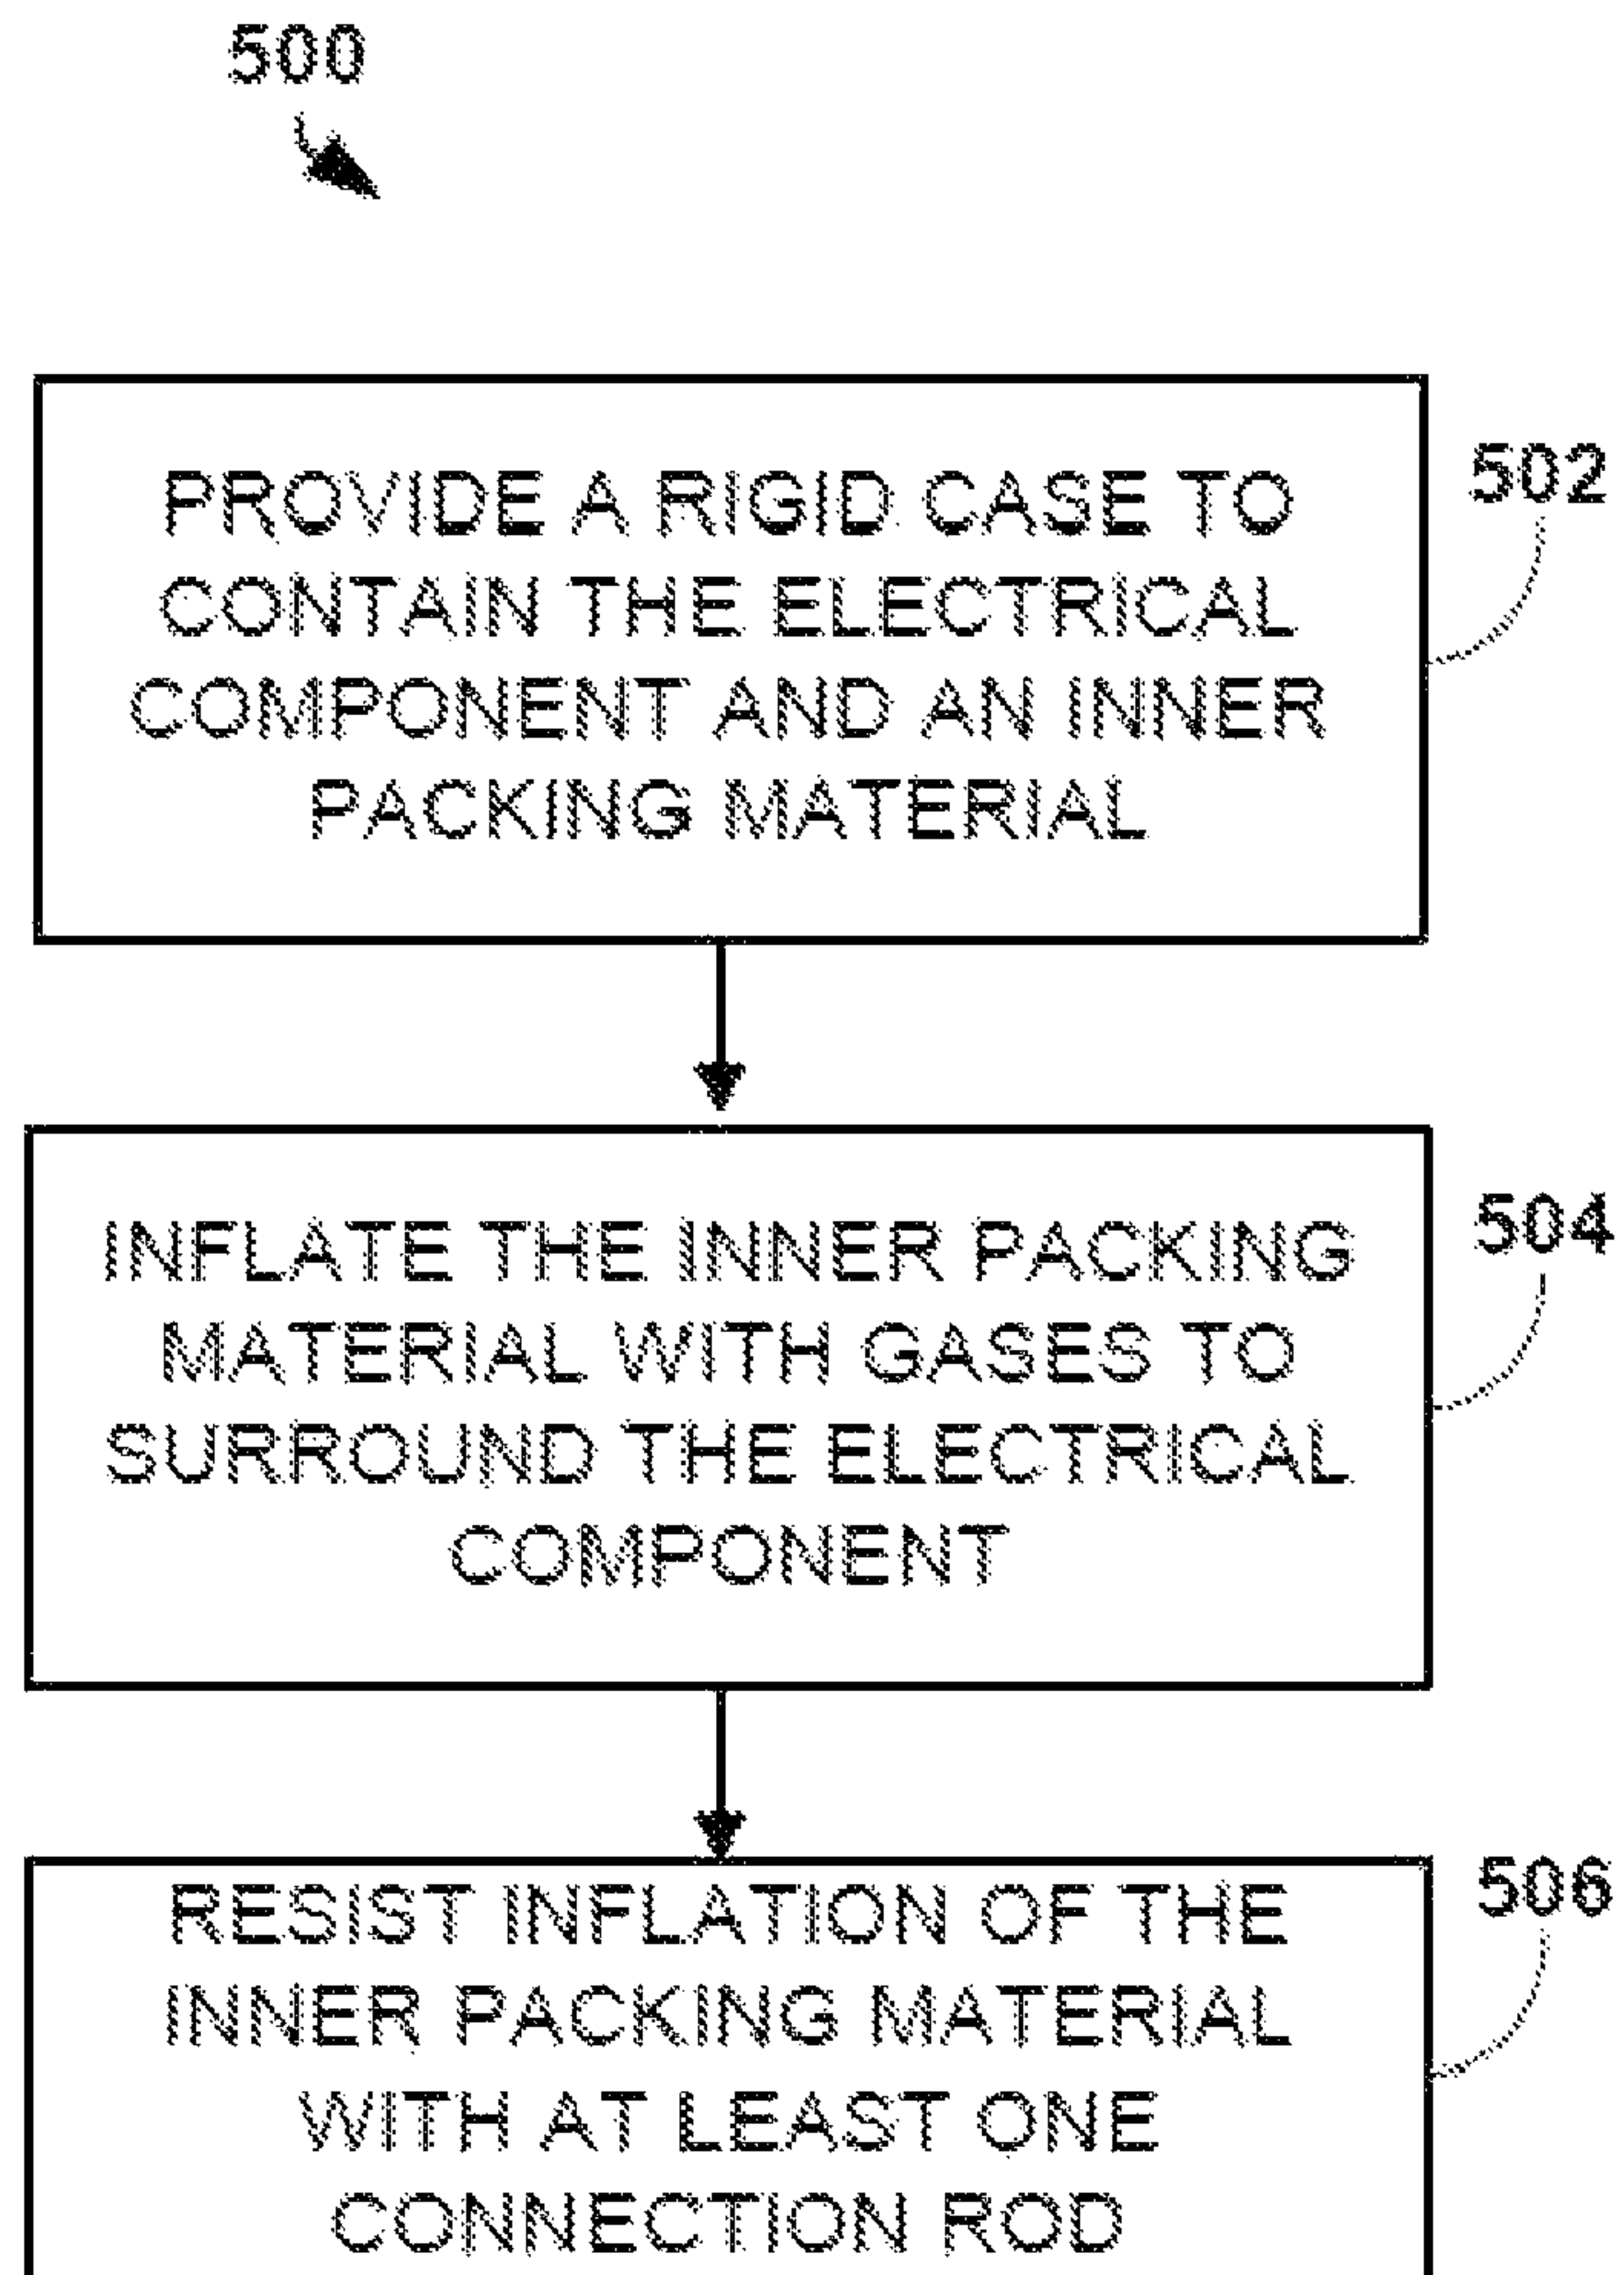 500
PROVIDE A RIGID CASE TO
CONTAIN THE ELECTRICAL
COMPONENT AND AN INNER
PACKING MATERIAL
502
INFLATE THE INNER PACKING
MATERIAL WITH GASES TO
SURROUND THE ELECTRICAL
COMPONENT
504
RESIST INFLATION OF THE
INNER PACKING MATERIAL
WITH AT LEAST ONE
CONNECTION ROD
506